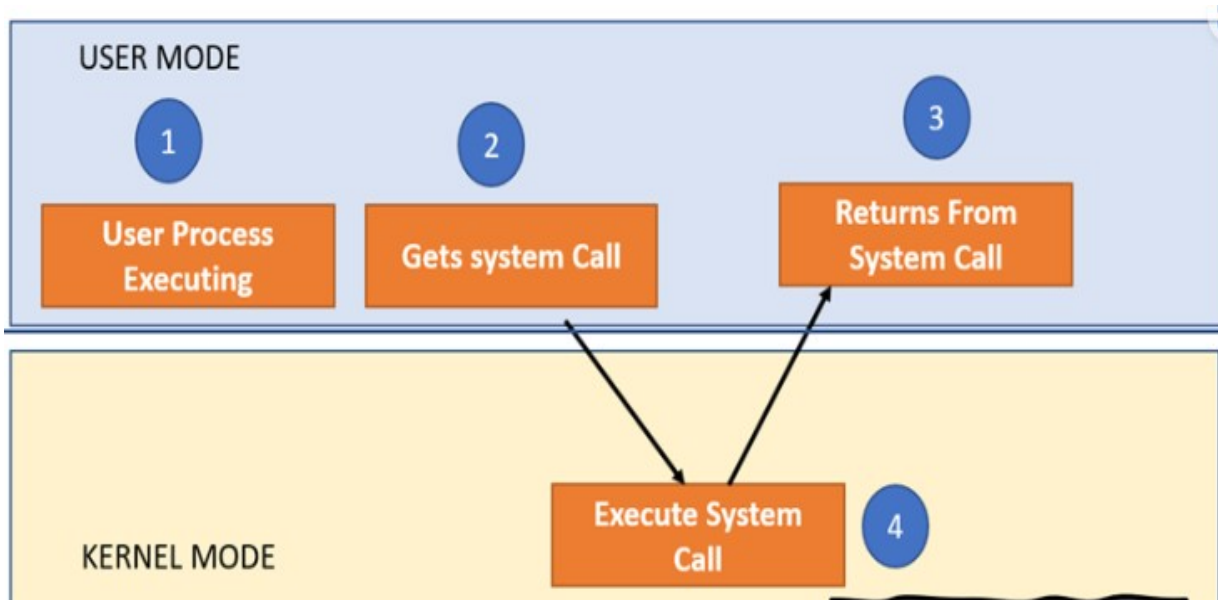 USER MODE
1
2
3
User Process
Executing
Gets system Call
Returns From
System Call
Execute System
Call
4
KERNEL MODE